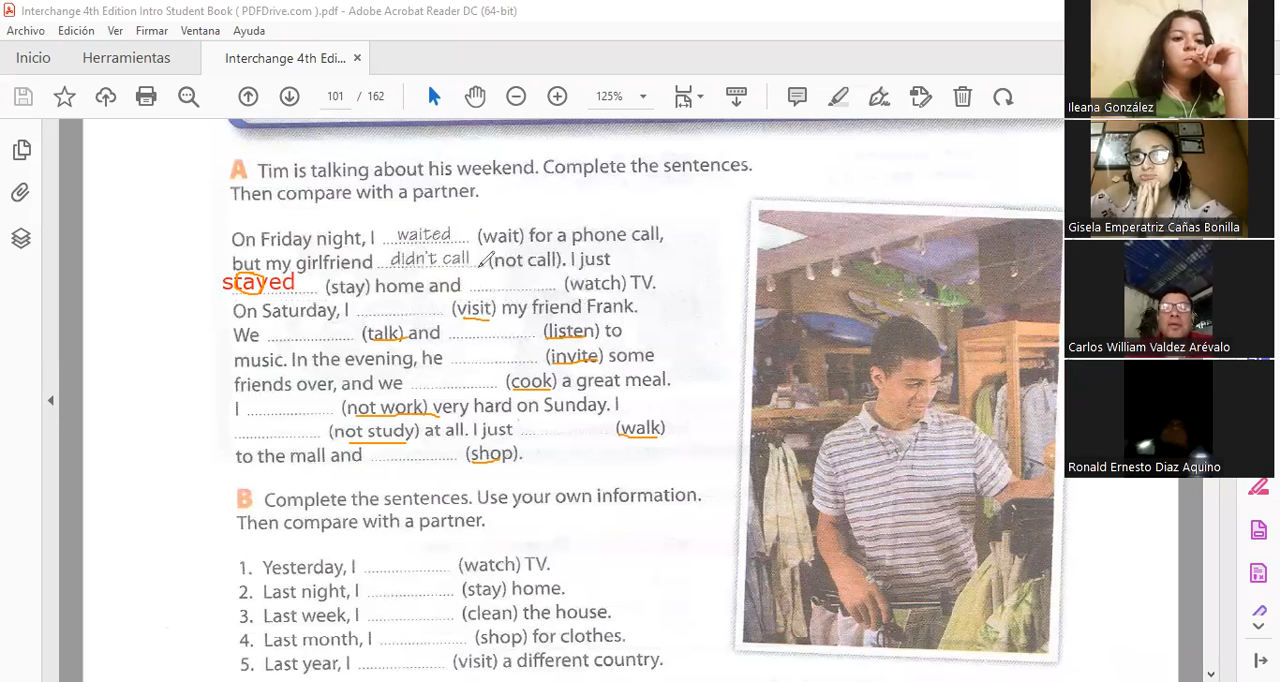 Interchange 4th Edition Intro Student Book ( PDFDrive.com ).pdf - Adobe Acrobat Reader DC (64-bit)
Archivo Edición Ver Firmar Ventana Ayuda
Inicio Herramientas Interchange 4th Edi... ×
101 / 162 125%
A Tim is talking about his weekend. Complete the sentences.
Then compare with a partner.
On Friday night, I waited (wait) for a phone call,
but my girlfriend didn't call (not call). I just
stayed (stay) home and (watch) TV.
On Saturday, I (visit) my friend Frank.
We (talk) and (listen) to
music. In the evening, he (invite) some
friends over, and we (cook) a great meal.
I (not work) very hard on Sunday. I
(not study) at all. I just (walk)
to the mall and (shop).
B Complete the sentences. Use your own information.
Then compare with a partner.
1. Yesterday, I (watch) TV.
2. Last night, I (stay) home.
3. Last week, I (clean) the house.
4. Last month, I (shop) for clothes.
5. Last year, I (visit) a different country.
Ileana González
Gisela Emperatriz Cañas Bonilla
Carlos William Valdez Arévalo
Ronald Ernesto Diaz Aquino